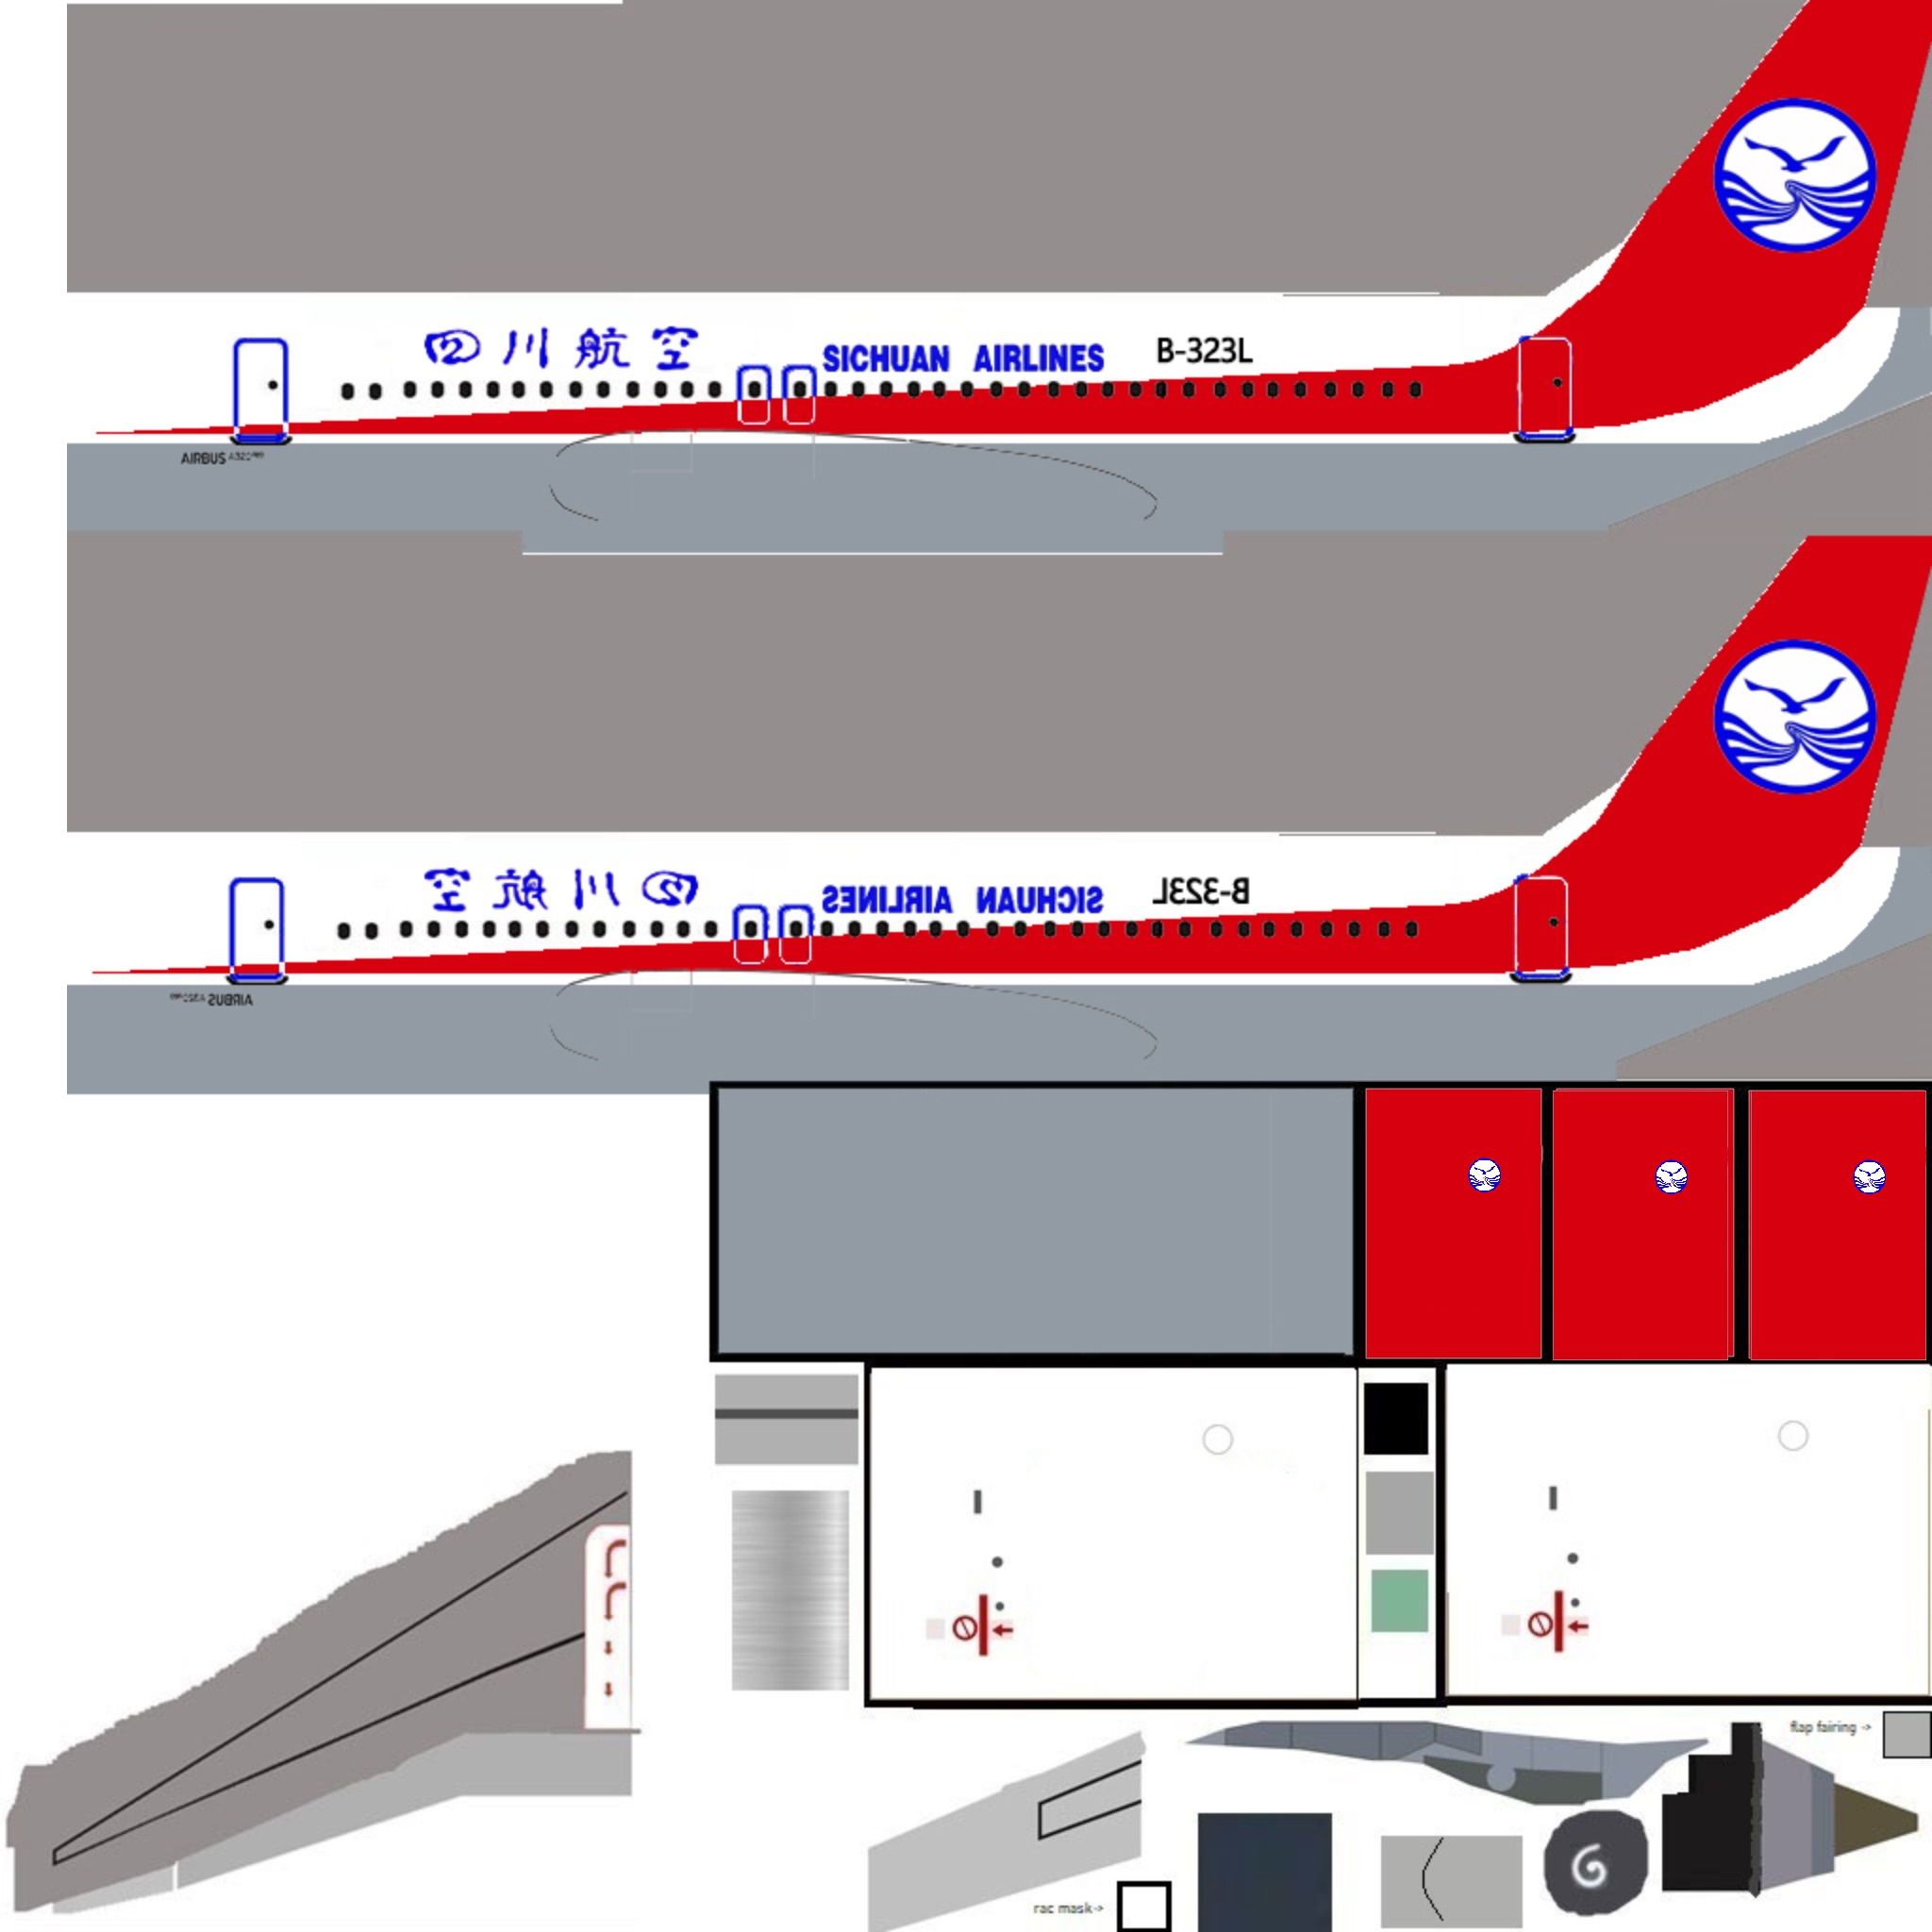 四川航空
SICHUAN AIRLINES
B-323L
AIRBUS A320
四川航空
SICHUAN AIRLINES
B-323L
AIRBUS A320
flap fairing ->
rac mask->